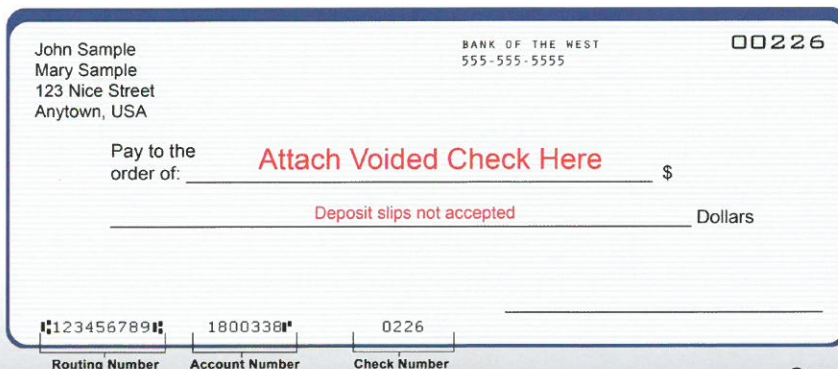 John Sample
Mary Sample
123 Nice Street
Anytown, USA
BANK OF THE WEST
555-555-5555
00226
Pay to the
order of: Attach Voided Check Here $
Deposit slips not accepted Dollars
⑆123456789⑆ 1800338⑈ 0226
Routing Number Account Number Check Number